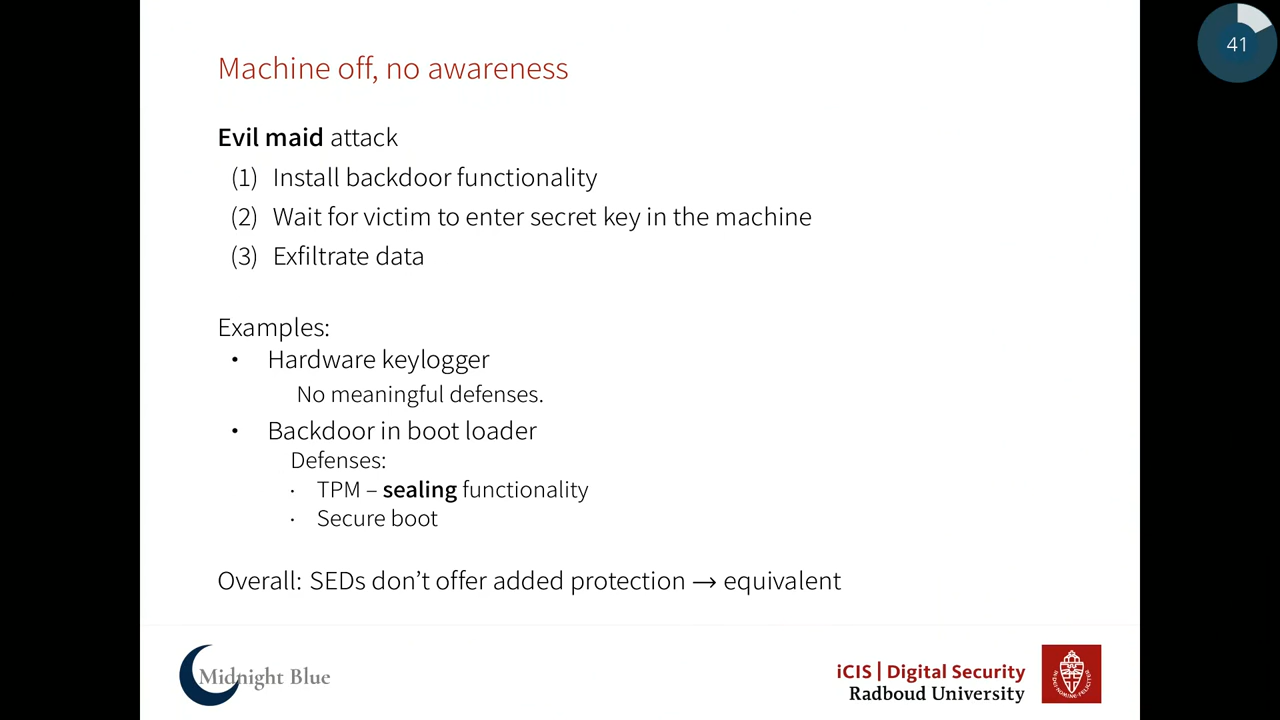 41
Machine off, no awareness
Evil maid attack
(1) Install backdoor functionality
(2) Wait for victim to enter secret key in the machine
(3) Exfiltrate data
Examples:
• Hardware keylogger
No meaningful defenses.
• Backdoor in boot loader
Defenses:
· TPM – sealing functionality
· Secure boot
Overall: SEDs don’t offer added protection → equivalent
Midnight Blue
iCIS | Digital Security
Radboud University